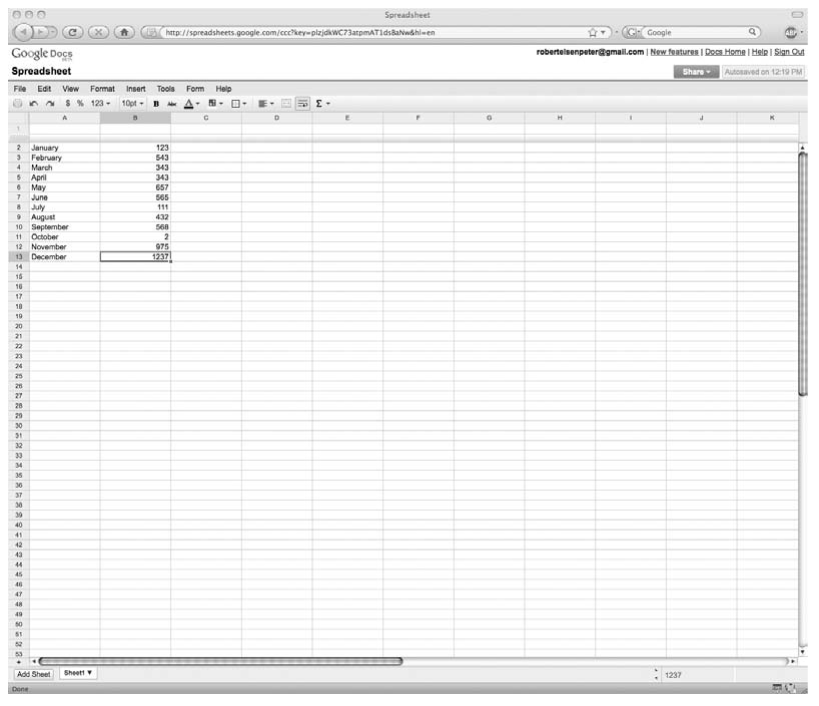 Spreadsheet
http://spreadsheets.google.com/ccc?key=plzjdkWC73atpmAT1ds8aNw&hl=en
Google
ABP
Google Docs
BETA
robertelsenpeter@gmail.com | New features | Docs Home | Help | Sign Out
Spreadsheet
Share
Autosaved on 12:19 PM
File Edit View Format Insert Tools Form Help
$ % 123 10pt B Abc A Σ
A B C D E F G H I J K
1
2 January 123
3 February 543
4 March 343
5 April 343
6 May 657
7 June 565
8 July 111
9 August 432
10 September 568
11 October 2
12 November 975
13 December 1237
14
15
16
17
18
19
20
21
22
23
24
25
26
27
28
29
30
31
32
33
34
35
36
37
38
39
40
41
42
43
44
45
46
47
48
49
50
51
52
53
Add Sheet Sheet1 ▼ 1237
Done